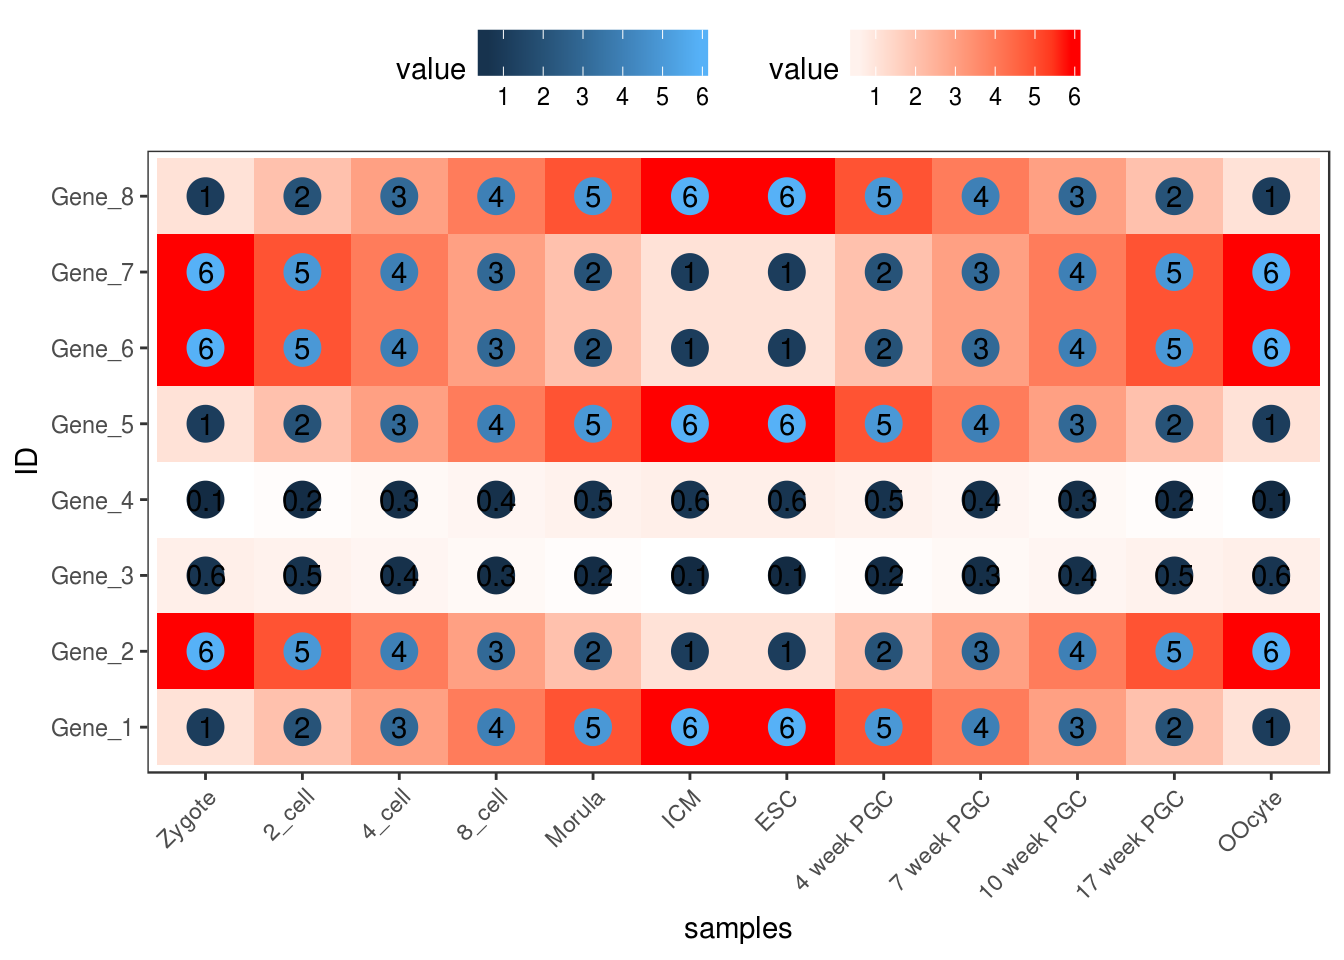 value 1 2 3 4 5 6 value 1 2 3 4 5 6
Gene_8 1 2 3 4 5 6 6 5 4 3 2 1
Gene_7 6 5 4 3 2 1 1 2 3 4 5 6
Gene_6 6 5 4 3 2 1 1 2 3 4 5 6
Gene_5 1 2 3 4 5 6 6 5 4 3 2 1
ID
Gene_4 0.1 0.2 0.3 0.4 0.5 0.6 0.6 0.5 0.4 0.3 0.2 0.1
Gene_3 0.6 0.5 0.4 0.3 0.2 0.1 0.1 0.2 0.3 0.4 0.5 0.6
Gene_2 6 5 4 3 2 1 1 2 3 4 5 6
Gene_1 1 2 3 4 5 6 6 5 4 3 2 1
Zygote 2_cell 4_cell 8_cell Morula ICM ESC 4 week PGC 7 week PGC 10 week PGC 17 week PGC OOcyte
samples